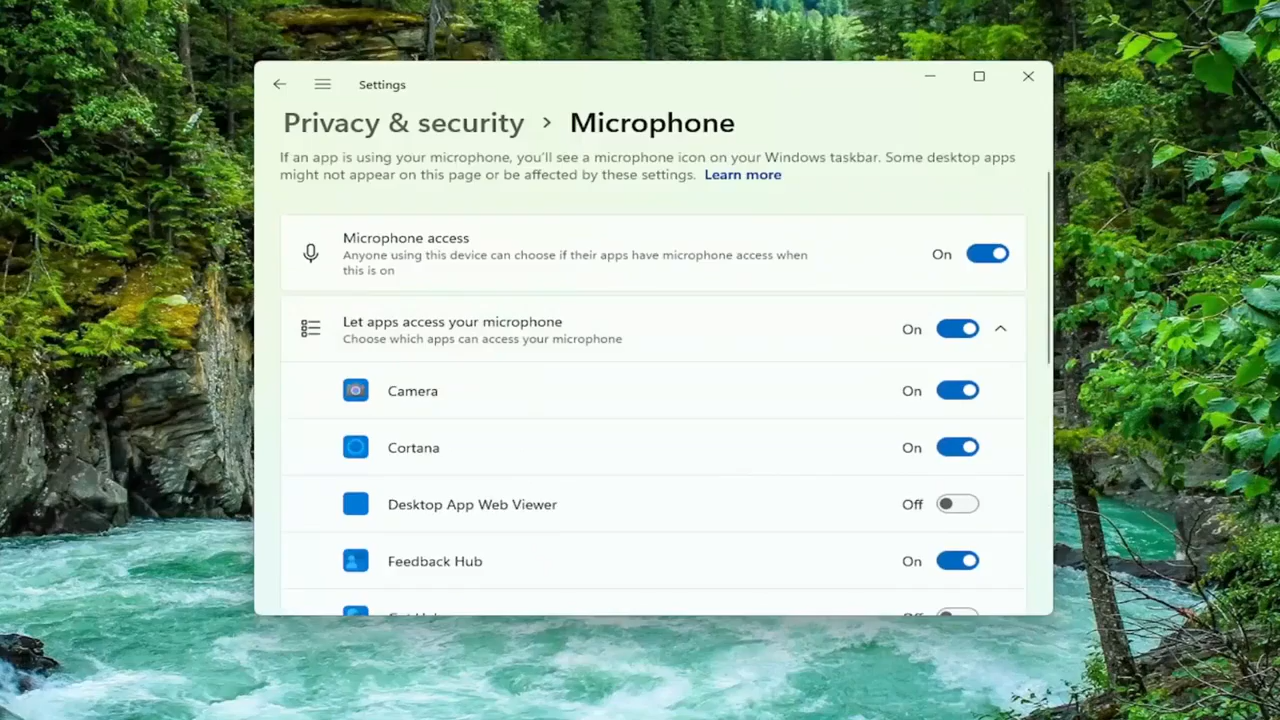 Settings
Privacy & security > Microphone
If an app is using your microphone, you'll see a microphone icon on your Windows taskbar. Some desktop apps
might not appear on this page or be affected by these settings. Learn more
Microphone access
Anyone using this device can choose if their apps have microphone access when
this is on
On
Let apps access your microphone
Choose which apps can access your microphone
On
Camera
On
Cortana
On
Desktop App Web Viewer
Off
Feedback Hub
On